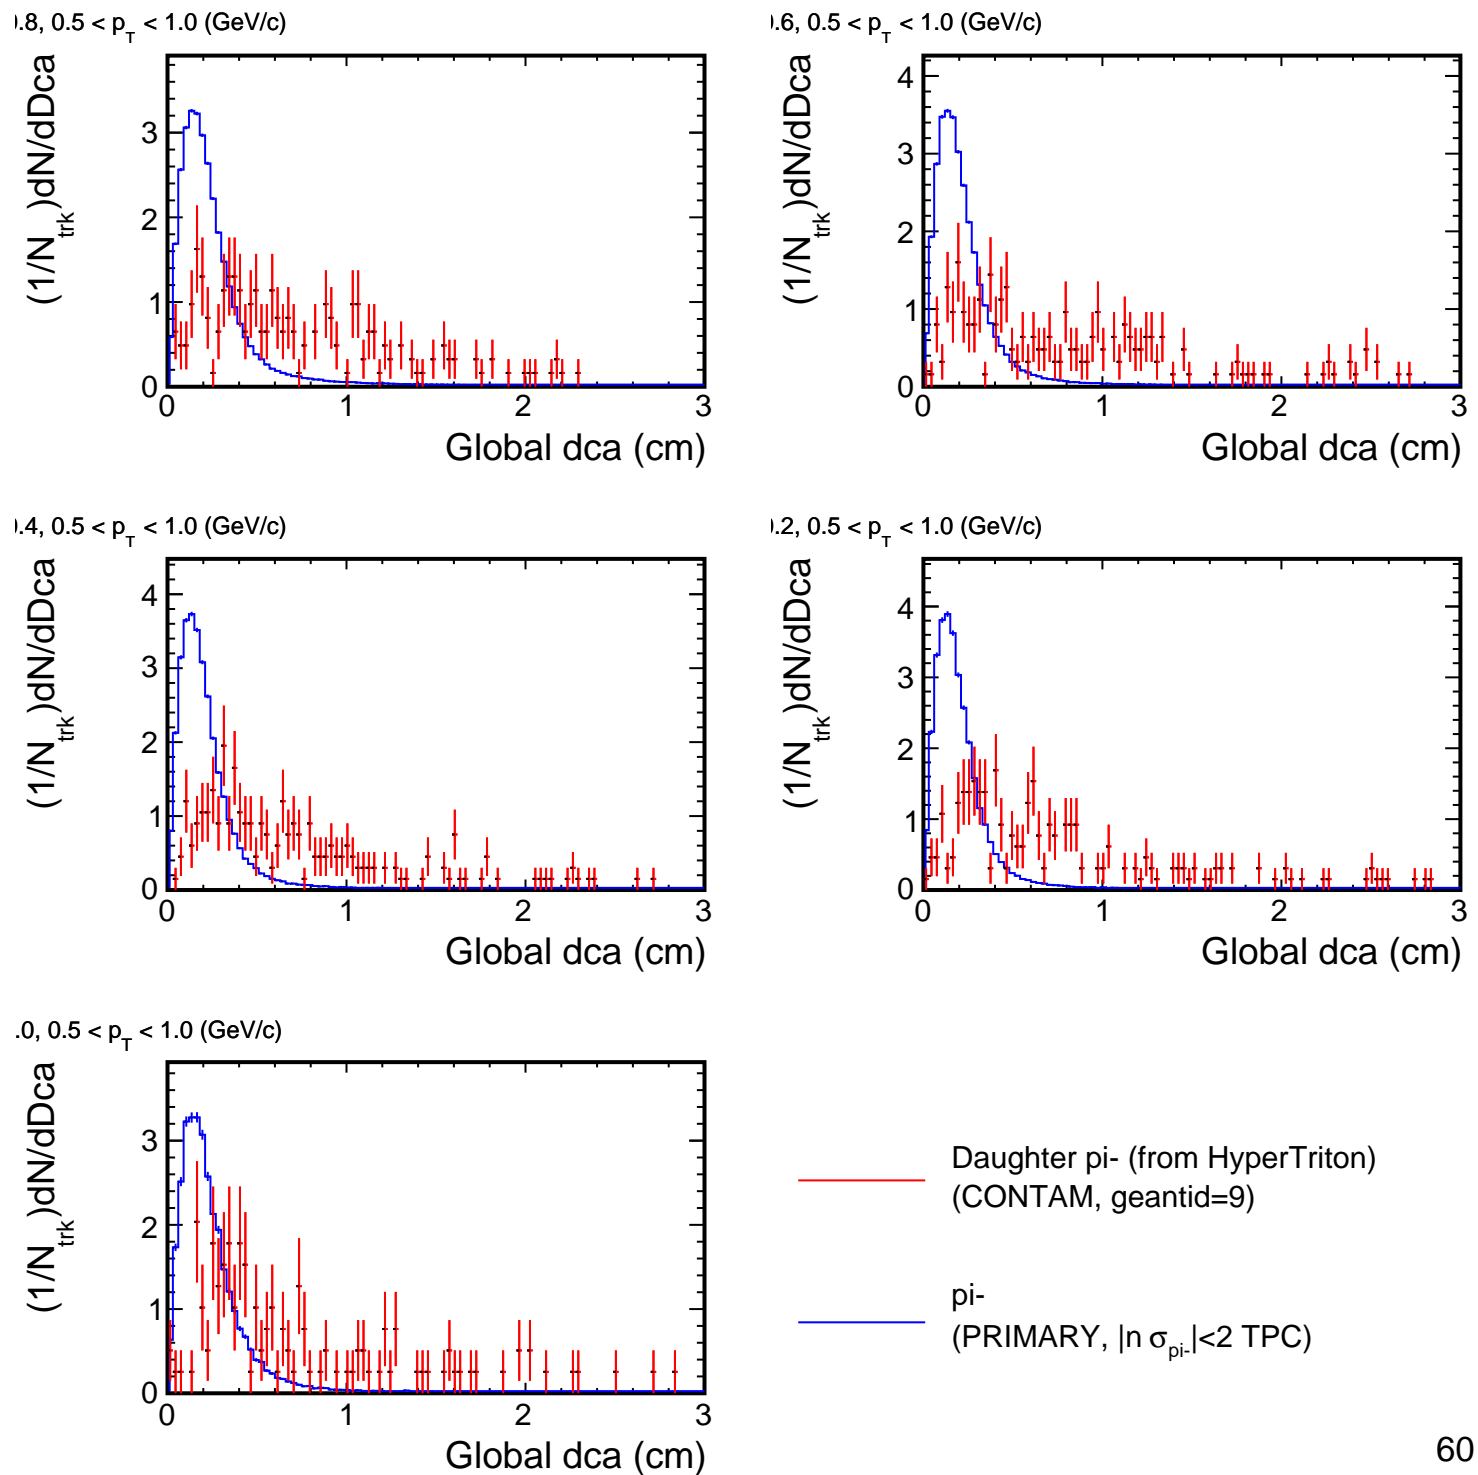 ).8, 0.5 < pT < 1.0 (GeV/c)
(1/Ntrk)dN/dDca
3
2
1
0
0 1 2 3
Global dca (cm)
).6, 0.5 < pT < 1.0 (GeV/c)
(1/Ntrk)dN/dDca
4
3
2
1
0
0 1 2 3
Global dca (cm)
).4, 0.5 < pT < 1.0 (GeV/c)
(1/Ntrk)dN/dDca
4
3
2
1
0
0 1 2 3
Global dca (cm)
).2, 0.5 < pT < 1.0 (GeV/c)
(1/Ntrk)dN/dDca
4
3
2
1
0
0 1 2 3
Global dca (cm)
.0, 0.5 < pT < 1.0 (GeV/c)
(1/Ntrk)dN/dDca
3
2
1
0
0 1 2 3
Global dca (cm)
Daughter pi- (from HyperTriton)
(CONTAM, geantid=9)
pi-
(PRIMARY, |n σpi-|<2 TPC)
60